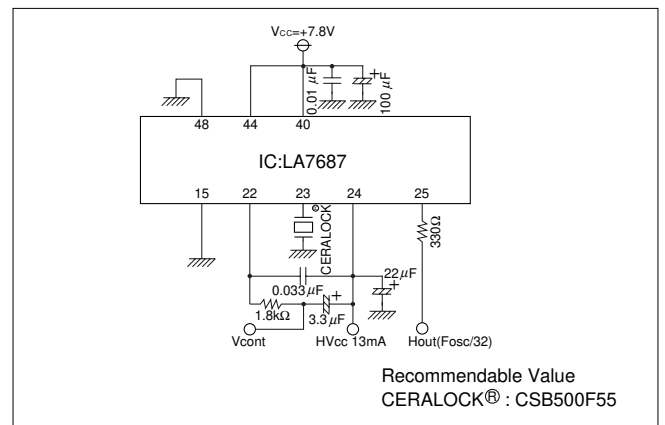 Vcc=+7.8V
0.01 μF
100 μF
48 44 40
IC:LA7687
15 22 23 24 25
CERALOCK®
330Ω
0.033μF
22μF
1.8kΩ
3.3μF
Vcont
HVcc 13mA
Hout(Fosc/32)
Recommendable Value
CERALOCK® : CSB500F55